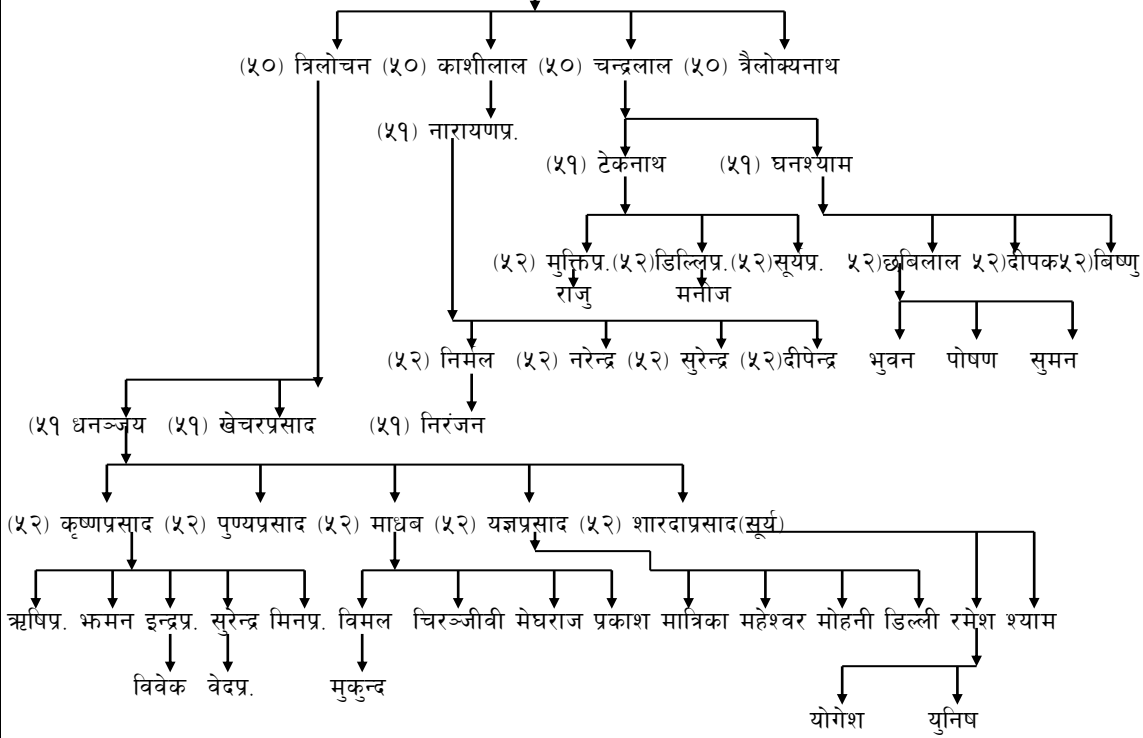 (५०) त्रिलोचन (५०) काशीलाल (५०) चन्द्रलाल (५०) त्रैलोक्यनाथ
(५१) नारायणप्र.
(५१) टेकनाथ (५१) घनश्याम
(५२) मुक्तिप्र.(५२)डिल्लिप्र.(५२)सूर्यप्र. ५२)छबिलाल ५२)दीपक५२)बिष्णु
राजु मनोज
(५२) निर्मल (५२) नरेन्द्र (५२) सुरेन्द्र (५२)दीपेन्द्र भुवन पोषण सुमन
(५१ धनञ्जय (५१) खेचरप्रसाद (५१) निरंजन
(५२) कृष्णप्रसाद (५२) पुण्यप्रसाद (५२) माधब (५२) यज्ञप्रसाद (५२) शारदाप्रसाद(सूर्य)
ऋषिप्र. झमन इन्द्रप्र. सुरेन्द्र मिनप्र. विमल चिरञ्जीवी मेघराज प्रकाश मात्रिका महेश्वर मोहनी डिल्ली रमेश श्याम
विवेक वेदप्र. मुकुन्द
योगेश युनिष